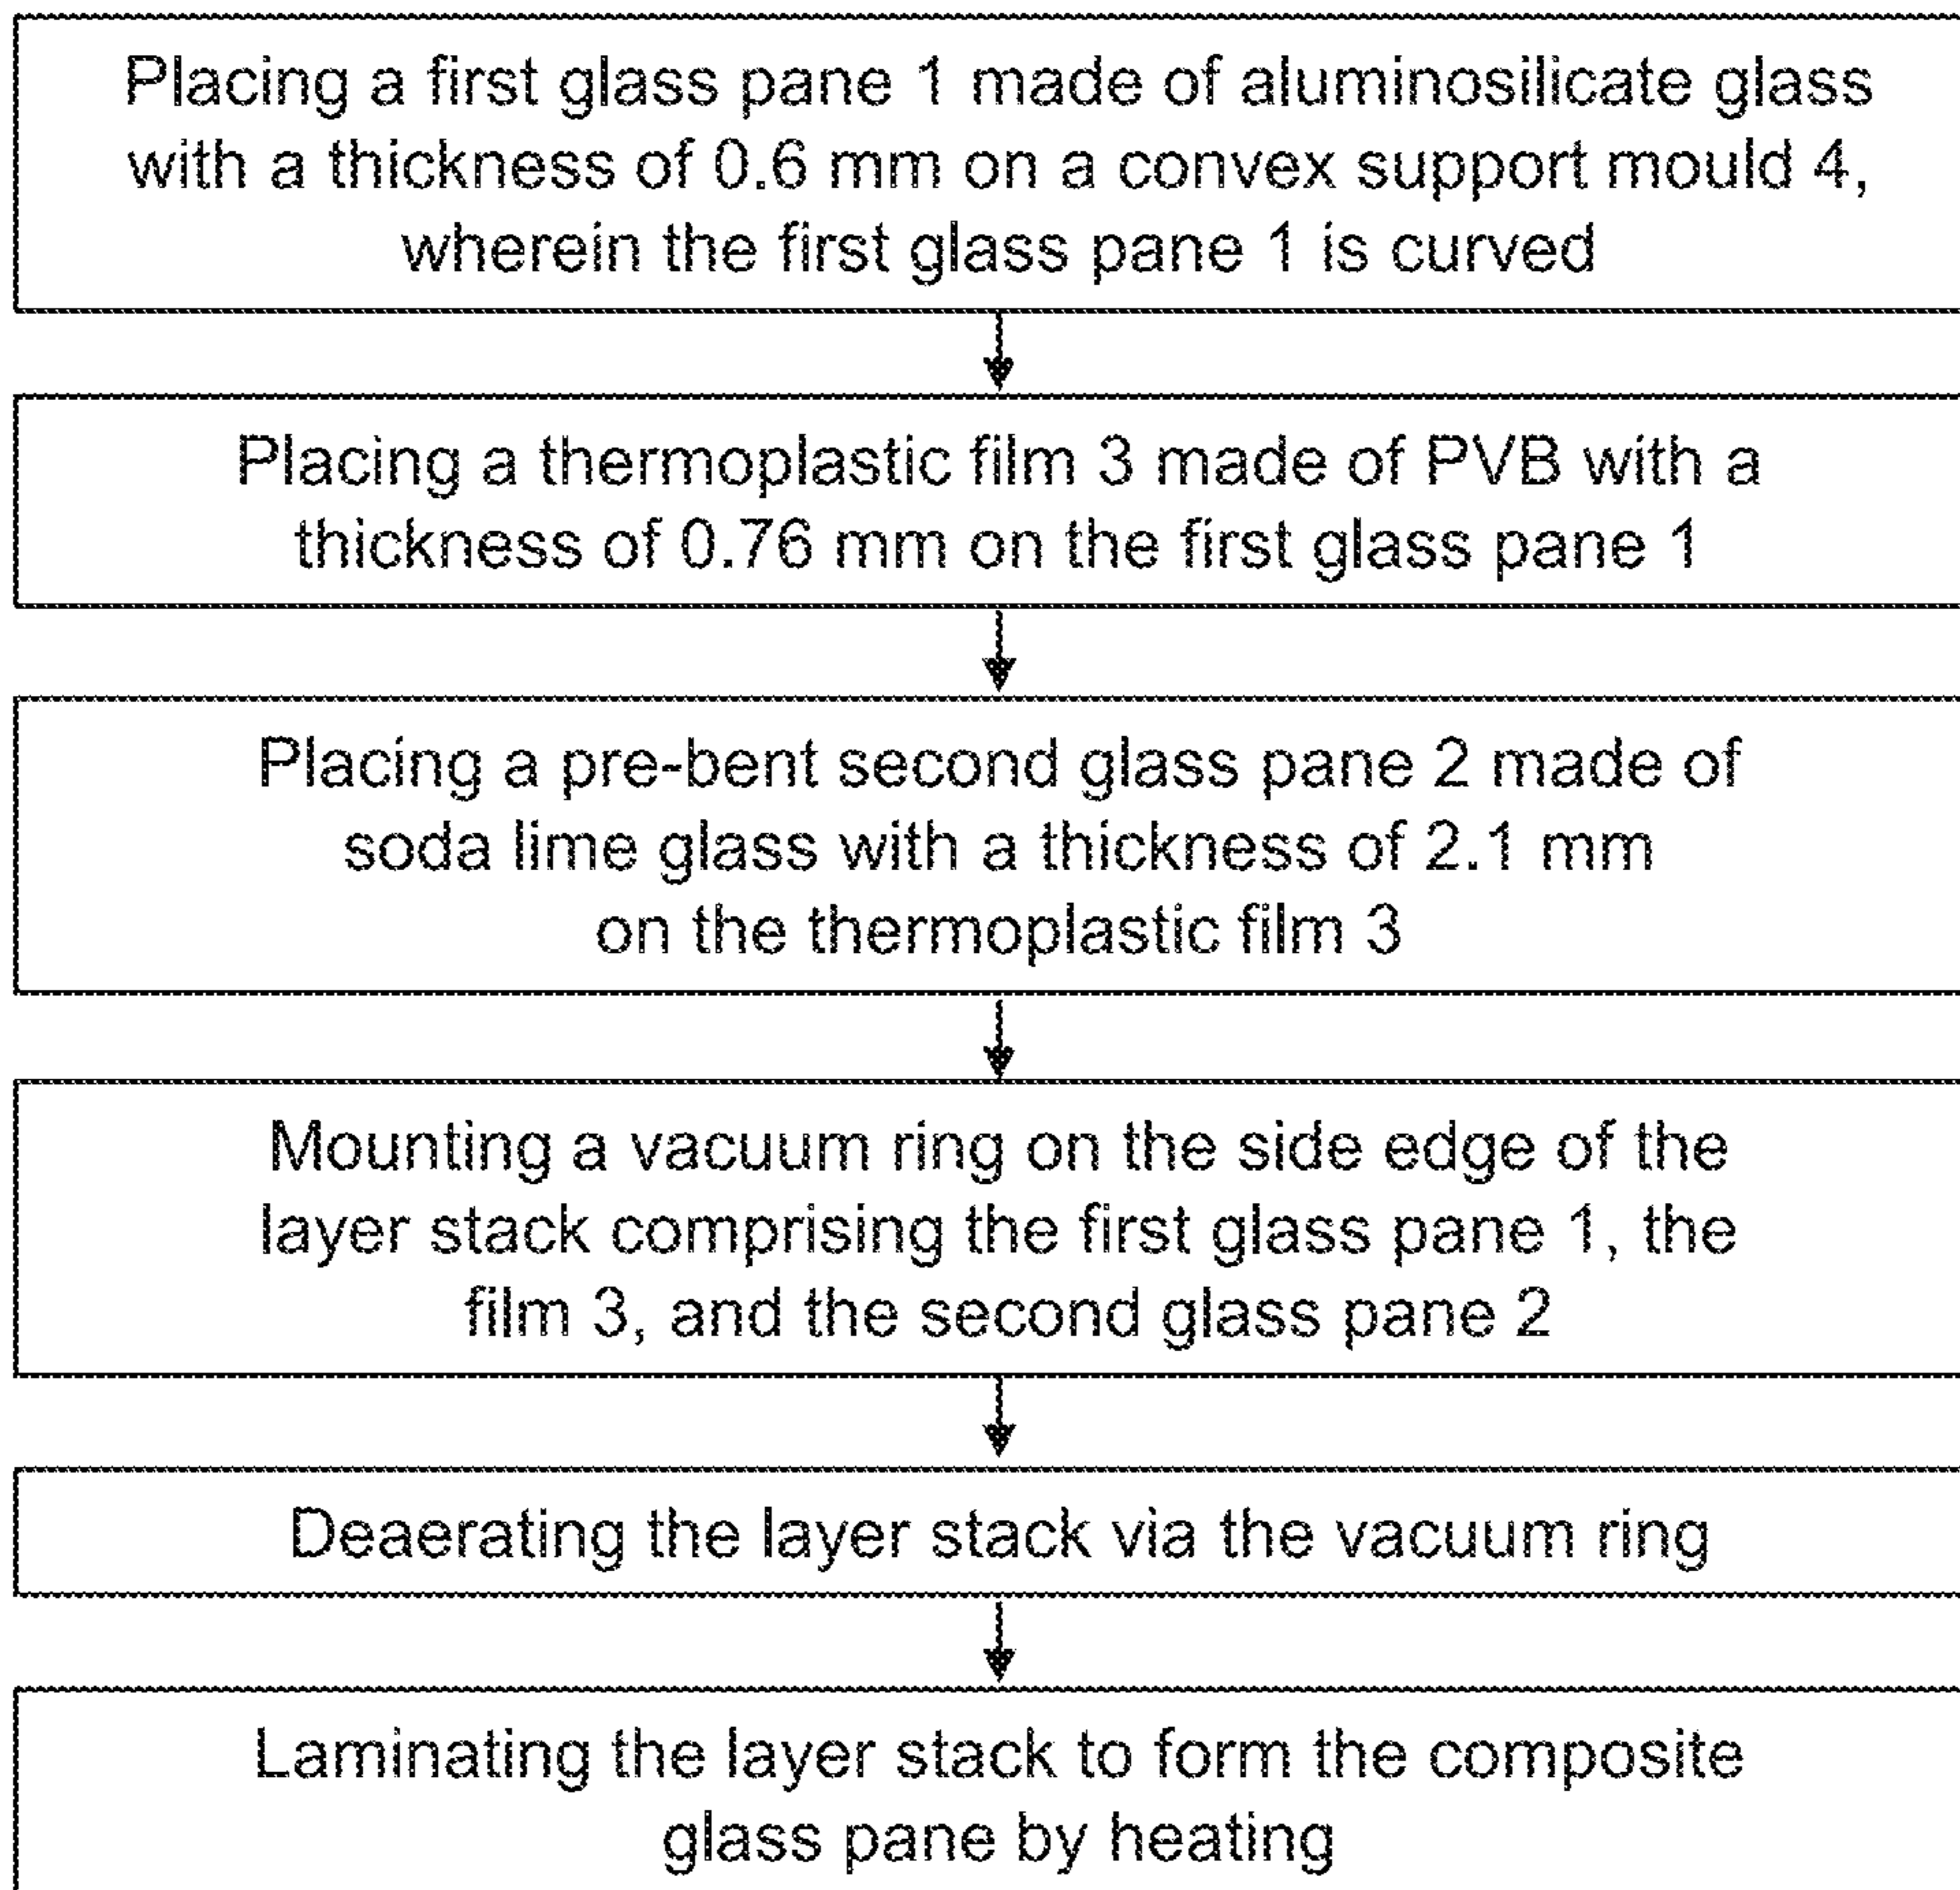 Placing a first glass pane 1 made of aluminosilicate glass
with a thickness of 0.6 mm on a convex support mould 4,
wherein the first glass pane 1 is curved
Placing a thermoplastic film 3 made of PVB with a
thickness of 0.76 mm on the first glass pane 1
Placing a pre-bent second glass pane 2 made of
soda lime glass with a thickness of 2.1 mm
on the thermoplastic film 3
Mounting a vacuum ring on the side edge of the
layer stack comprising the first glass pane 1, the
film 3, and the second glass pane 2
Deaerating the layer stack via the vacuum ring
Laminating the layer stack to form the composite
glass pane by heating